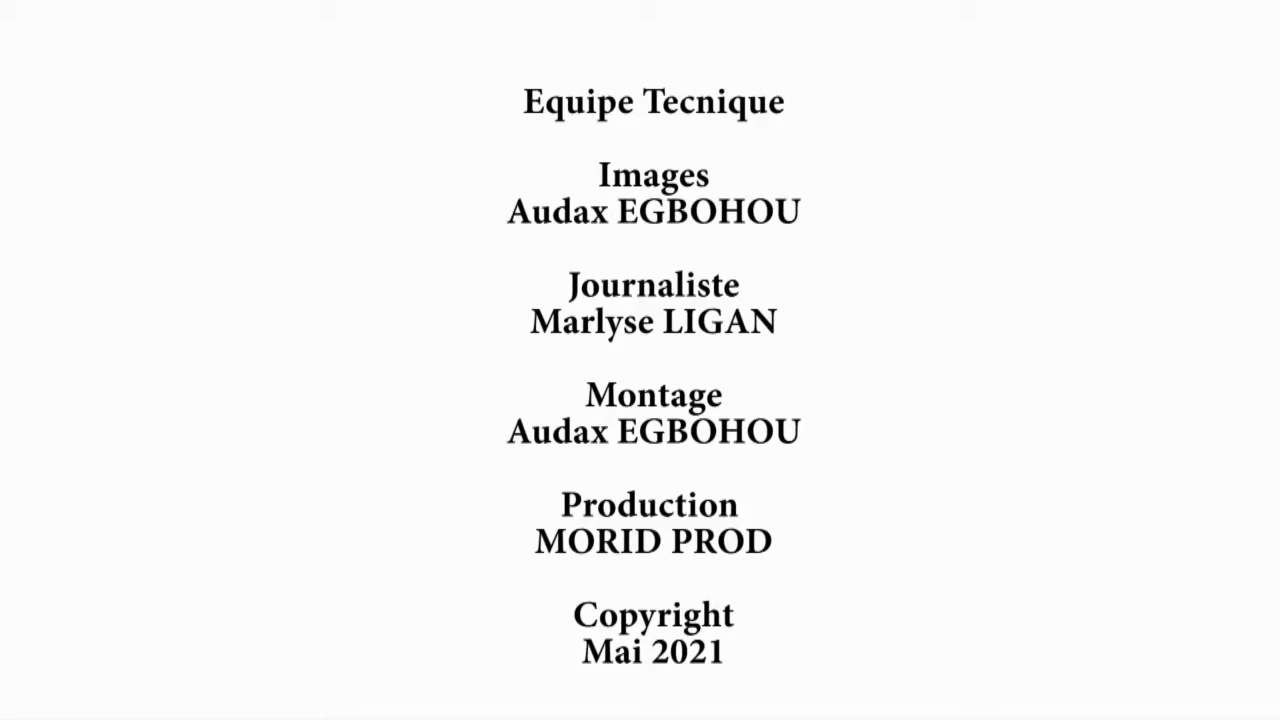 Equipe Tecnique
Images
Audax EGBOHOU
Journaliste
Marlyse LIGAN
Montage
Audax EGBOHOU
Production
MORID PROD
Copyright
Mai 2021